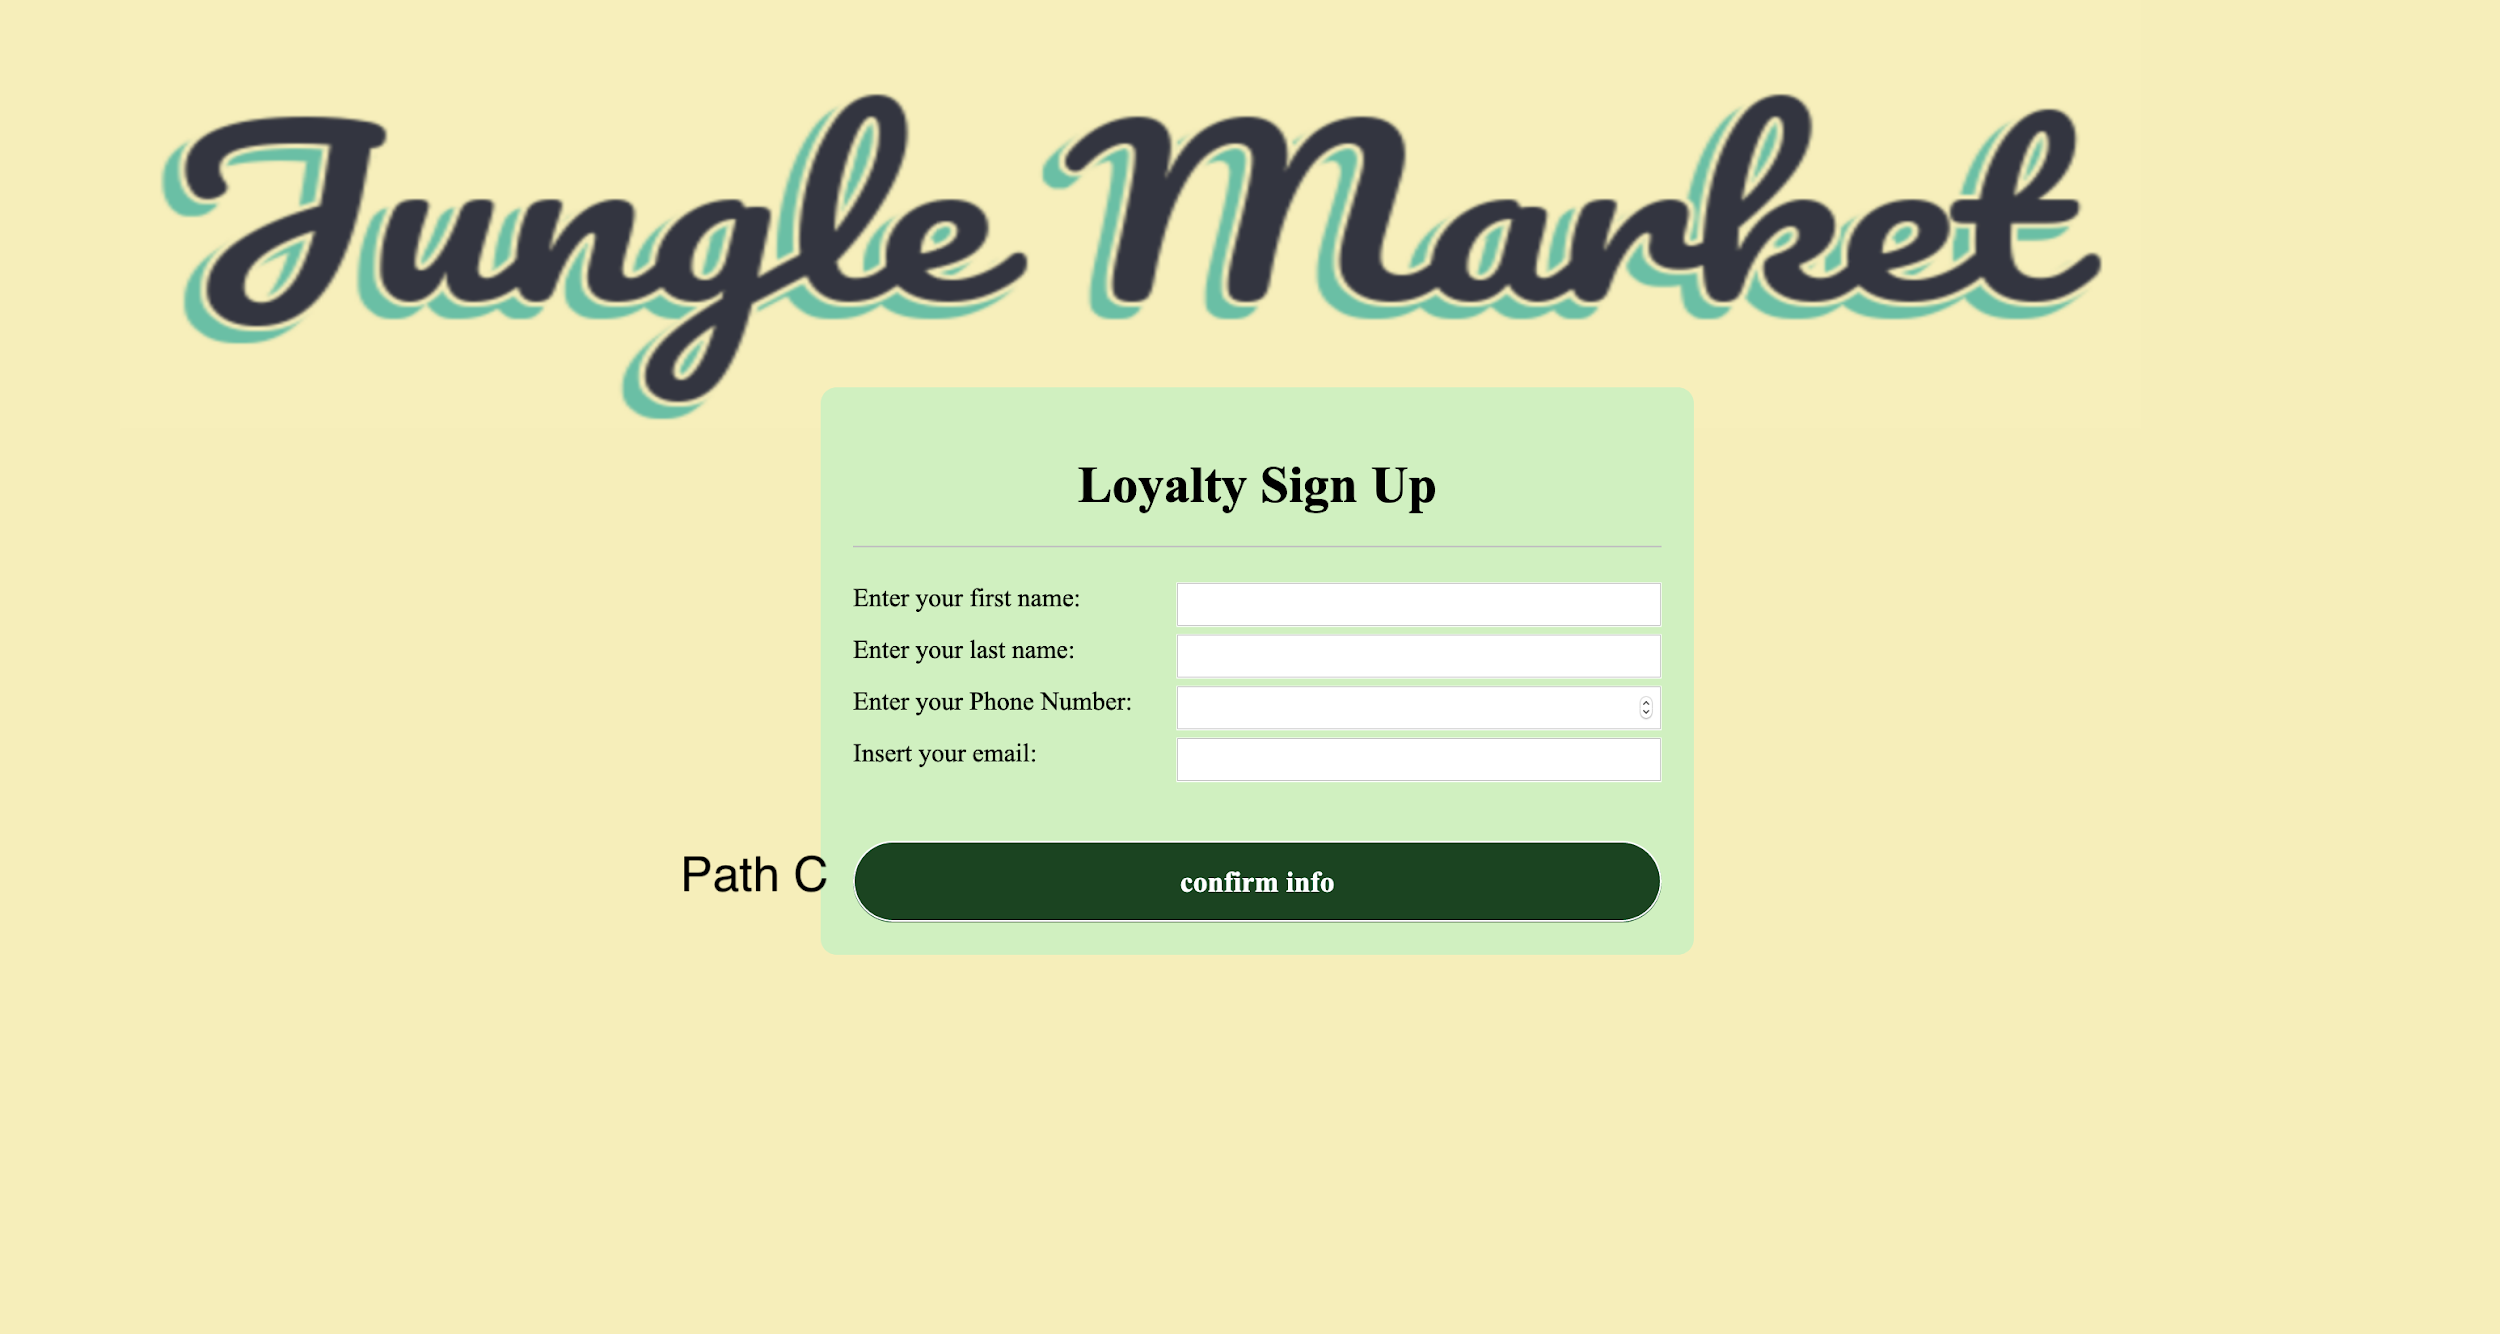 Jungle Market
Loyalty Sign Up
Enter your first name:
Enter your last name:
Enter your Phone Number:
Insert your email:
Path C
confirm info